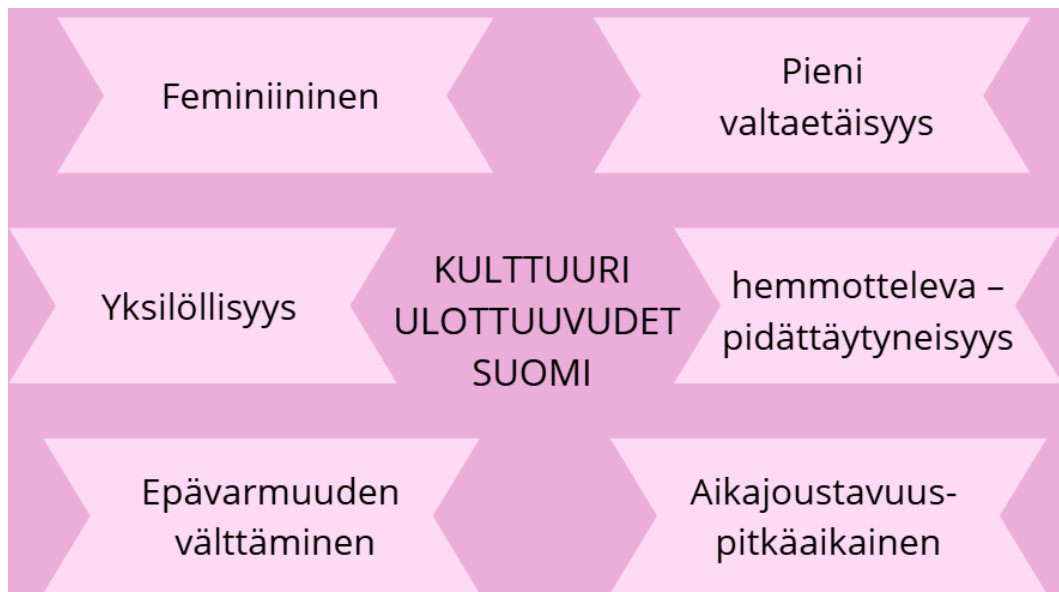 Feminiininen
Pieni
valtaetäisyys
Yksilöllisyys
KULTTUURI
ULOTTUUVUDET
SUOMI
hemmotteleva –
pidättäytyneisyys
Epävarmuuden
välttäminen
Aikajoustavuus-
pitkäaikainen